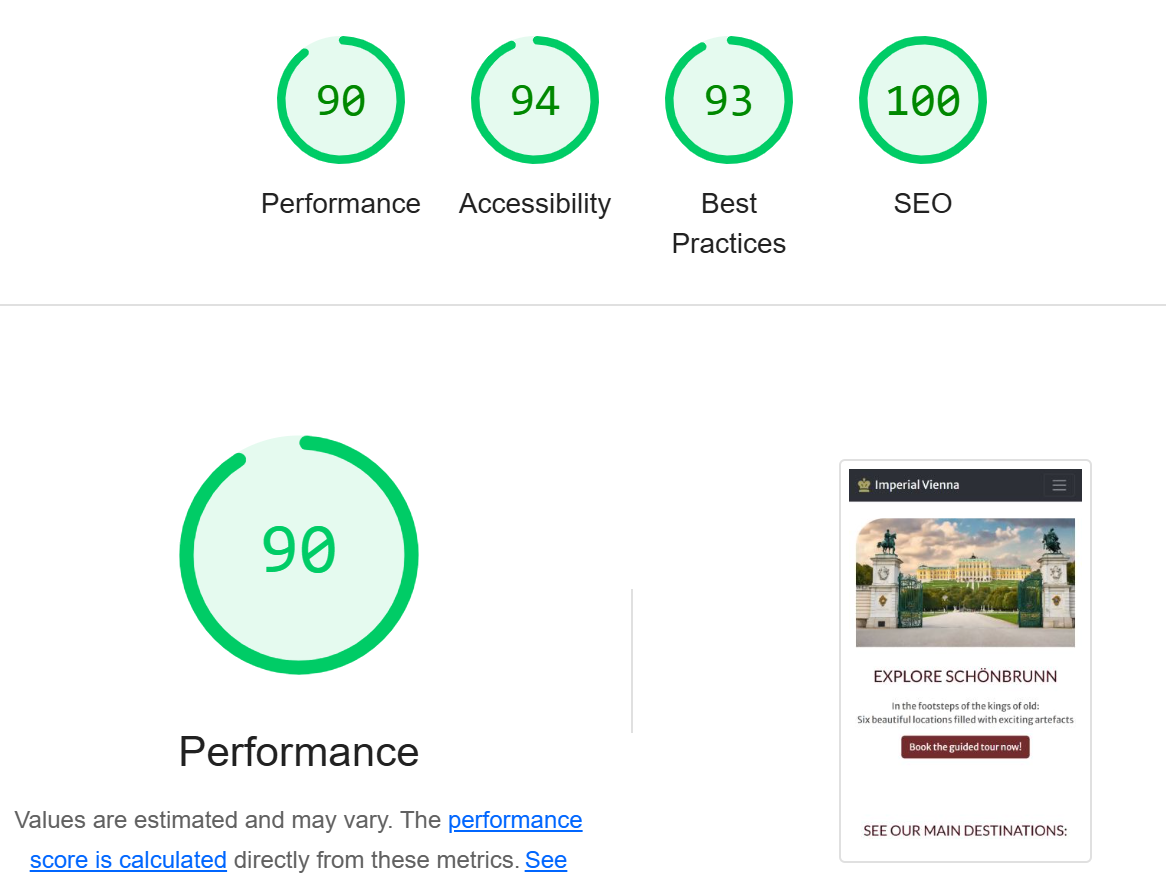 90
94
93
100
Performance
Accessibility
Best
Practices
SEO
90
Performance
Values are estimated and may vary. The performance
score is calculated directly from these metrics. See
Imperial Vienna
EXPLORE SCHÖNBRUNN
In the footsteps of the kings of old:
Six beautiful locations filled with exciting artefacts
Book the guided tour now!
SEE OUR MAIN DESTINATIONS: